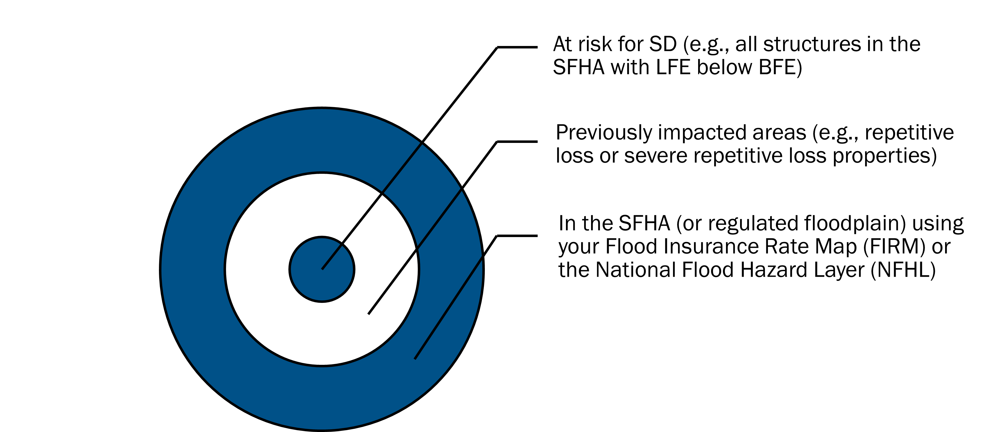 At risk for SD (e.g., all structures in the
SFHA with LFE below BFE)
Previously impacted areas (e.g., repetitive
loss or severe repetitive loss properties)
In the SFHA (or regulated floodplain) using
your Flood Insurance Rate Map (FIRM) or
the National Flood Hazard Layer (NFHL)